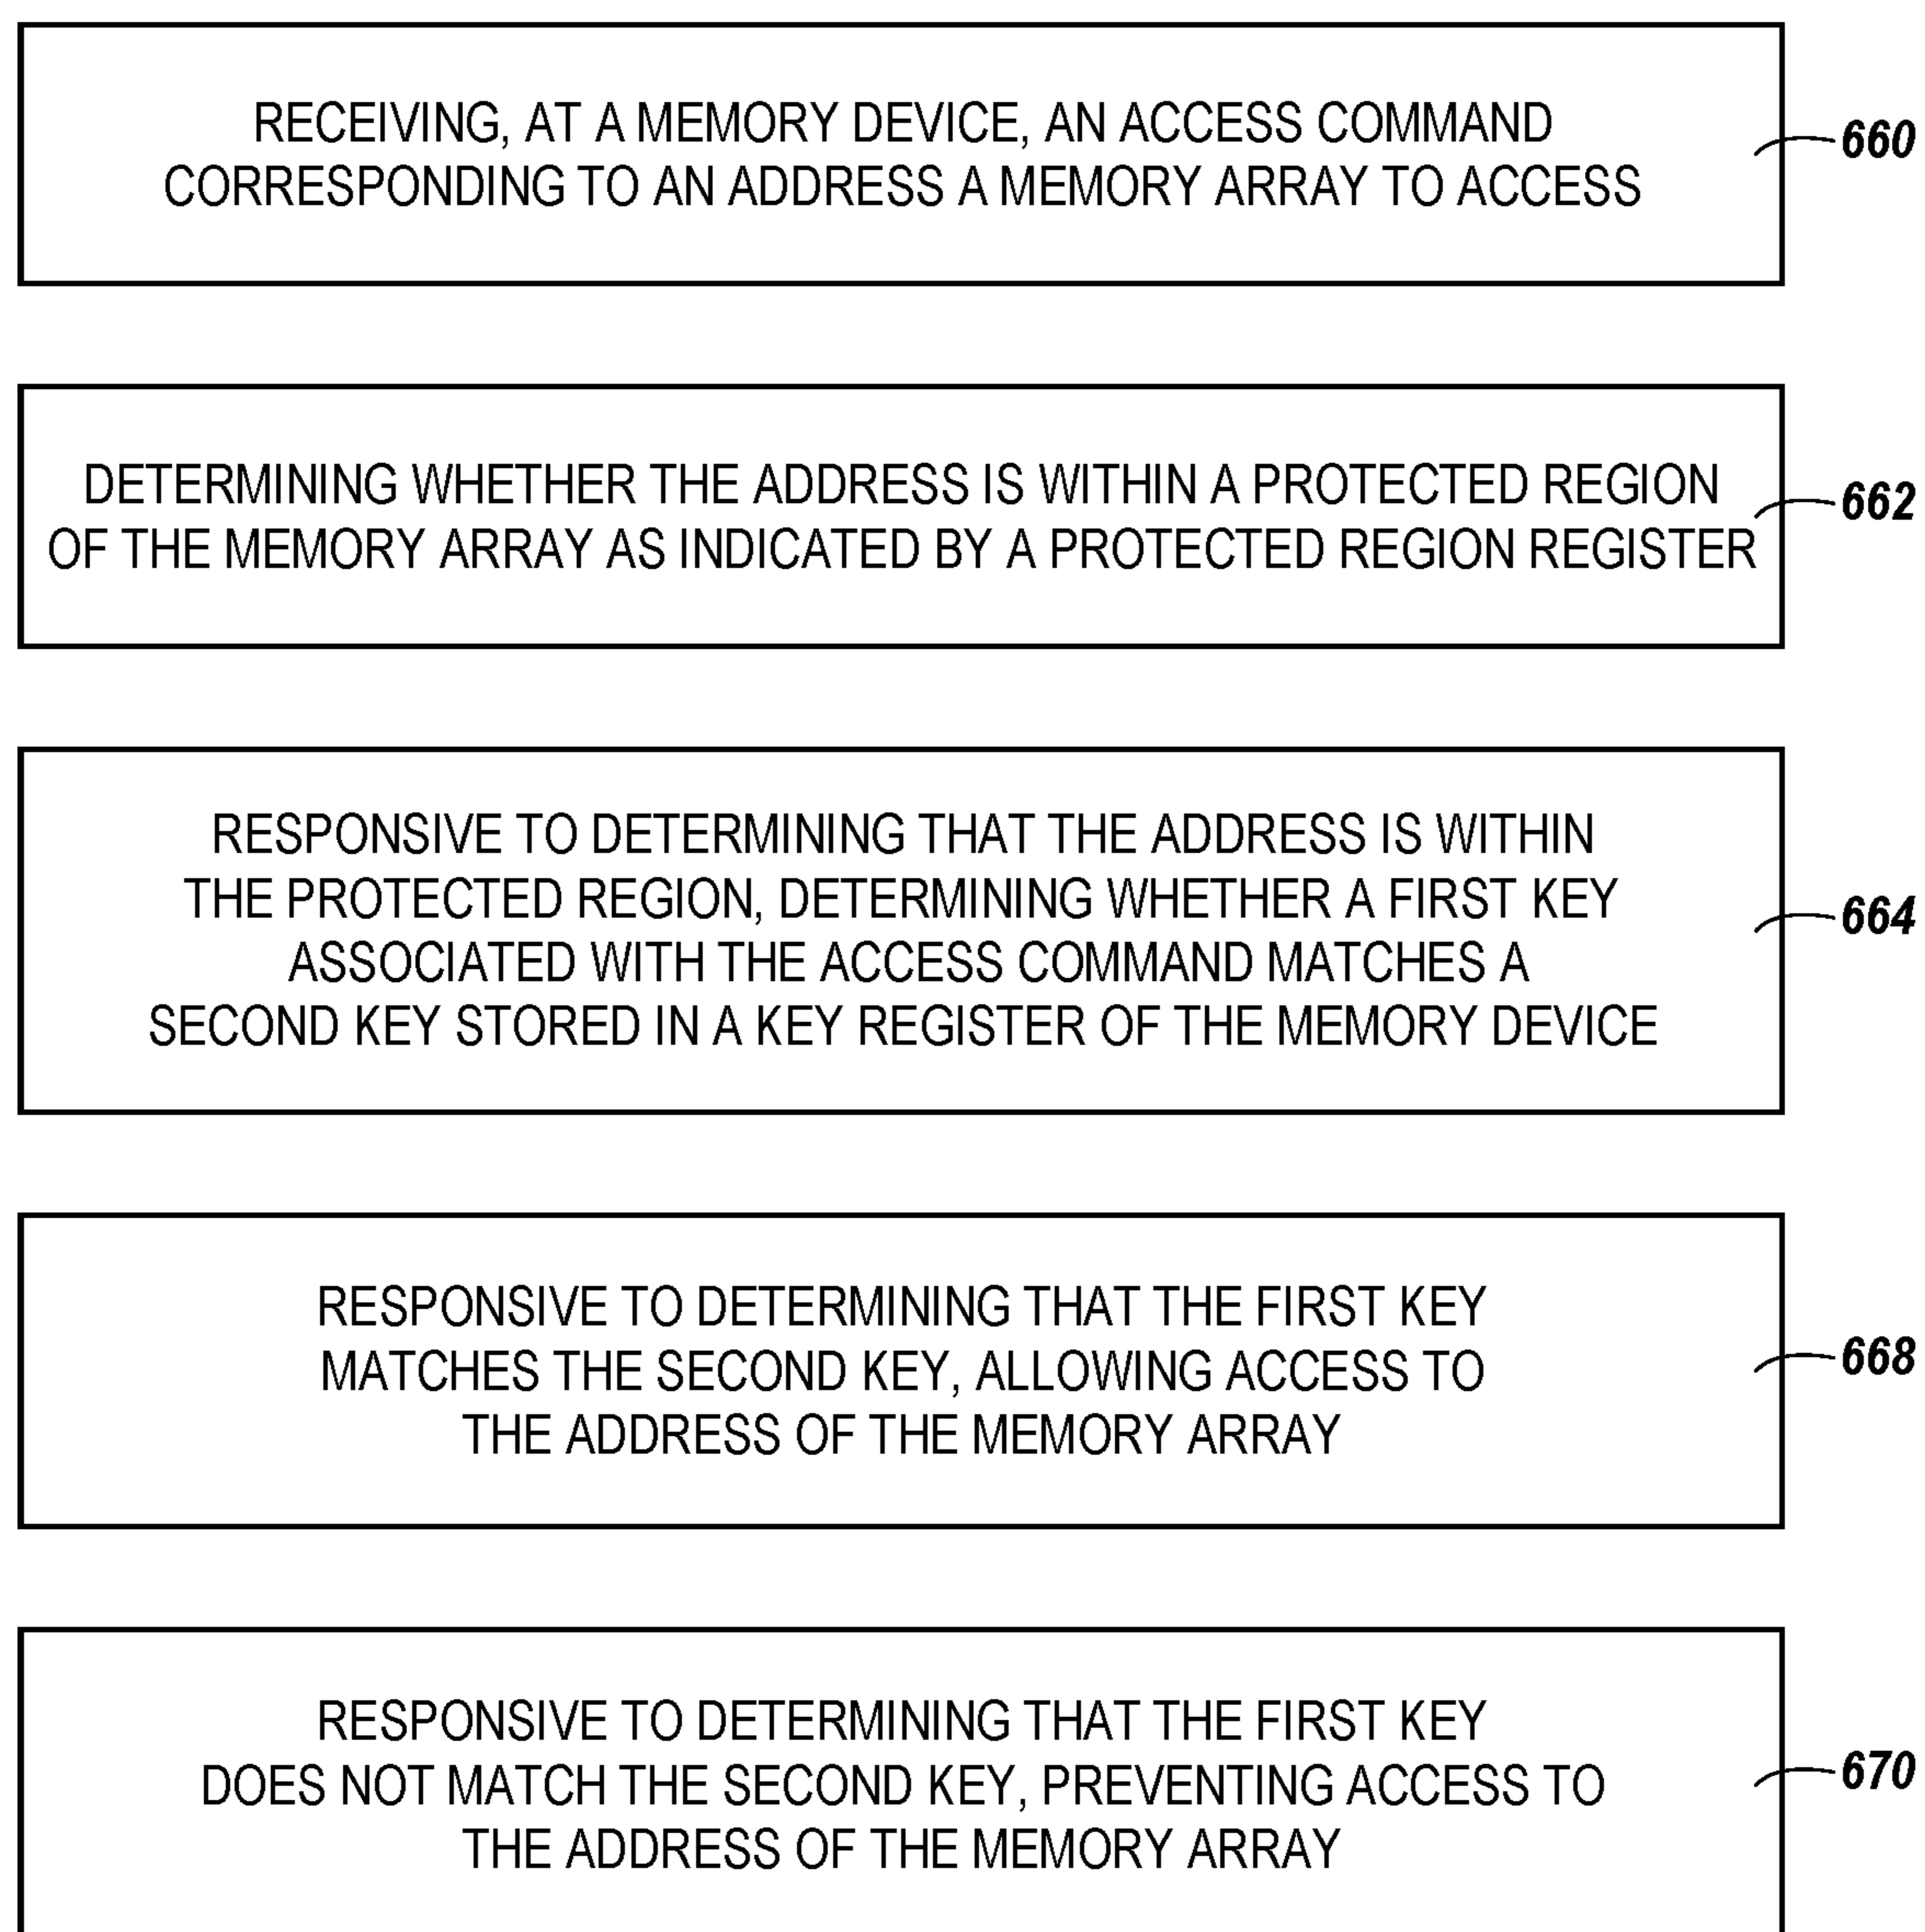 RECEIVING, AT A MEMORY DEVICE, AN ACCESS COMMAND
CORRESPONDING TO AN ADDRESS A MEMORY ARRAY TO ACCESS
660
DETERMINING WHETHER THE ADDRESS IS WITHIN A PROTECTED REGION
OF THE MEMORY ARRAY AS INDICATED BY A PROTECTED REGION REGISTER
662
RESPONSIVE TO DETERMINING THAT THE ADDRESS IS WITHIN
THE PROTECTED REGION, DETERMINING WHETHER A FIRST KEY
ASSOCIATED WITH THE ACCESS COMMAND MATCHES A
SECOND KEY STORED IN A KEY REGISTER OF THE MEMORY DEVICE
664
RESPONSIVE TO DETERMINING THAT THE FIRST KEY
MATCHES THE SECOND KEY, ALLOWING ACCESS TO
THE ADDRESS OF THE MEMORY ARRAY
668
RESPONSIVE TO DETERMINING THAT THE FIRST KEY
DOES NOT MATCH THE SECOND KEY, PREVENTING ACCESS TO
THE ADDRESS OF THE MEMORY ARRAY
670